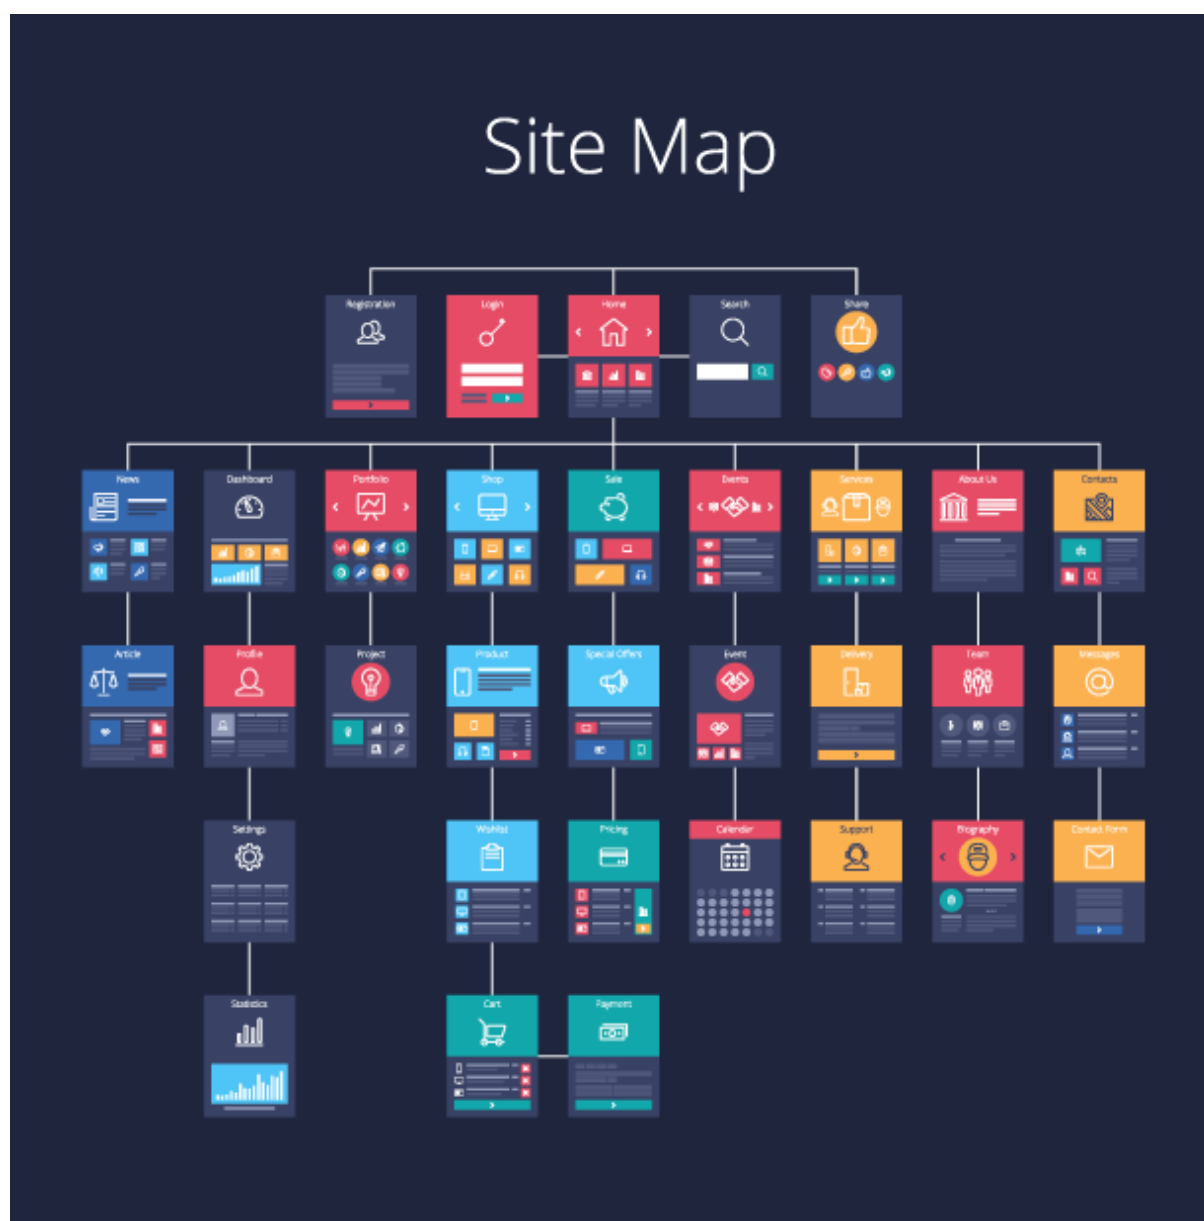 Site Map
Registration
Login
Home
Search
Share
News
Dashboard
Portfolio
Shop
Sale
Events
Services
About Us
Contacts
Article
Profile
Project
Product
Special Offers
Event
Delivery
Team
Messages
Settings
Wishlist
Pricing
Calendar
Support
Biography
Contact Form
Statistics
Cart
Payment